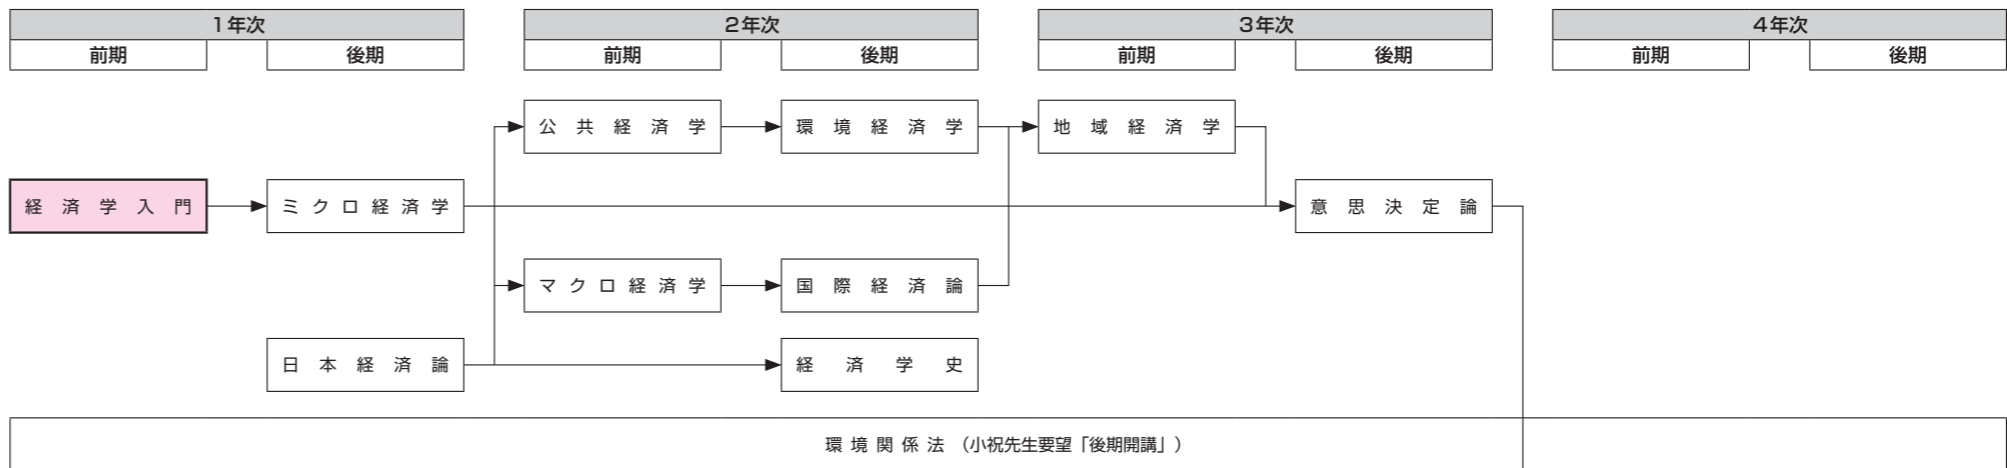 1年次 2年次 3年次 4年次
前期 後期 前期 後期 前期 後期 前期 後期
公共経済学 環境経済学 地域経済学
経済学入門 ミクロ経済学 意思決定論
マクロ経済学 国際経済論
日本経済論 経済学史
環境関係法 （小祝先生要望「後期開講」）